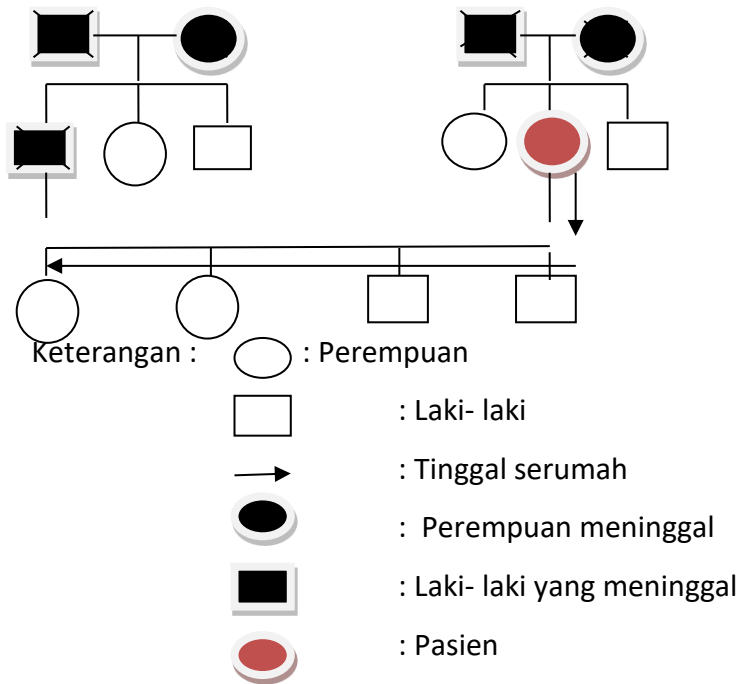 Keterangan : : Perempuan
: Laki- laki
: Tinggal serumah
: Perempuan meninggal
: Laki- laki yang meninggal
: Pasien